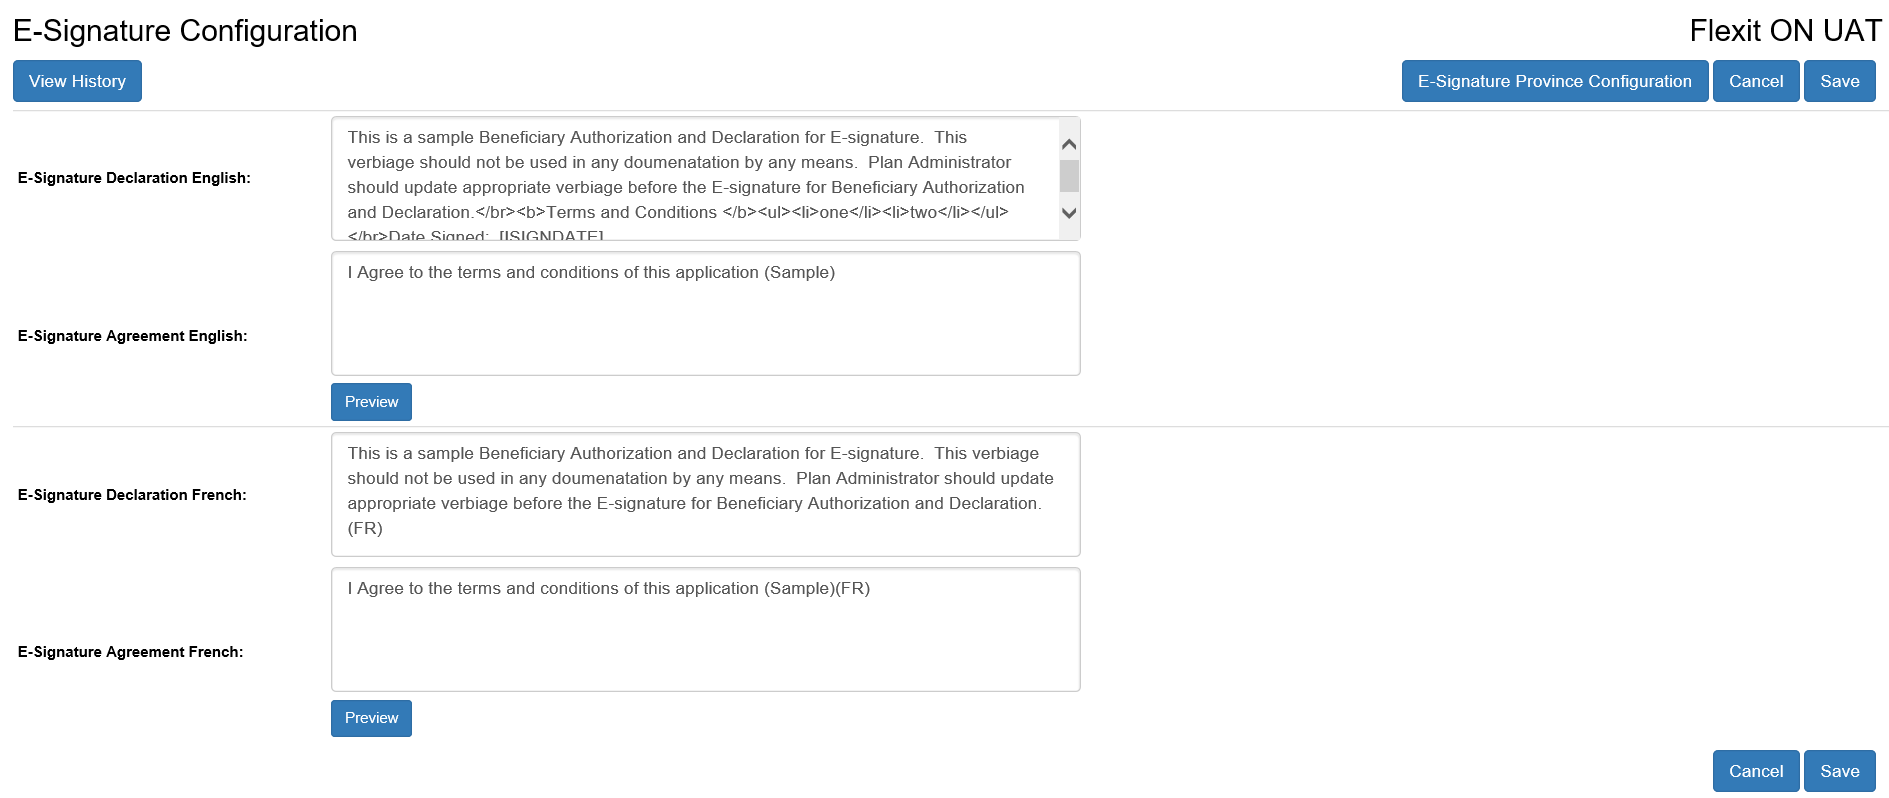 E-Signature Configuration
Flexit ON UAT
View History
E-Signature Province Configuration
Cancel
Save
E-Signature Declaration English:
This is a sample Beneficiary Authorization and Declaration for E-signature.  This
verbiage should not be used in any doumenatation by any means.  Plan Administrator
should update appropriate verbiage before the E-signature for Beneficiary Authorization
and Declaration.</br><b>Terms and Conditions </b><ul><li>one</li><li>two</li></ul>
</br>Date Signed:  [[SIGNDATE]
E-Signature Agreement English:
I Agree to the terms and conditions of this application (Sample)
Preview
E-Signature Declaration French:
This is a sample Beneficiary Authorization and Declaration for E-signature.  This verbiage
should not be used in any doumenatation by any means.  Plan Administrator should update
appropriate verbiage before the E-signature for Beneficiary Authorization and Declaration.
(FR)
E-Signature Agreement French:
I Agree to the terms and conditions of this application (Sample)(FR)
Preview
Cancel
Save